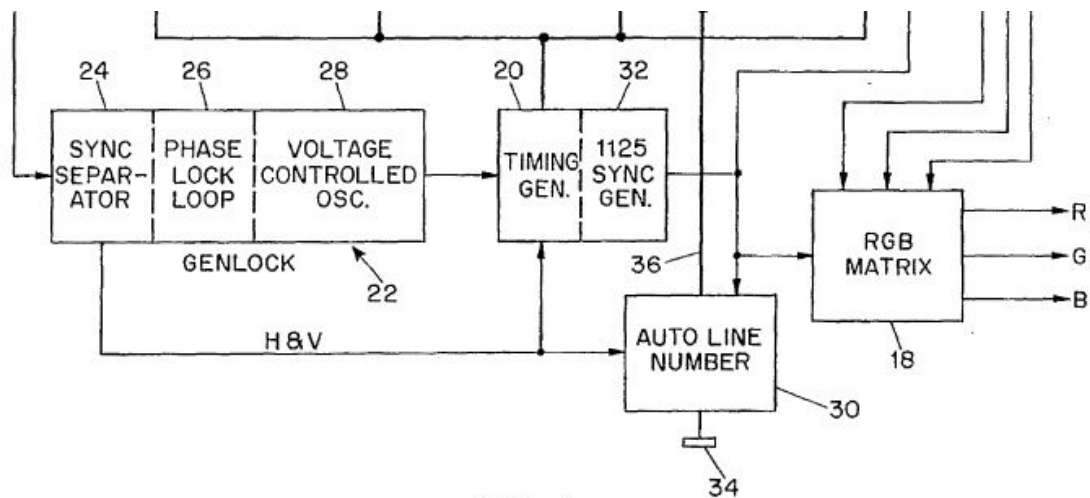 24 26 28 20 32
SYNC
SEPAR-
ATOR
PHASE
LOCK
LOOP
VOLTAGE
CONTROLLED
OSC.
TIMING
GEN.
1125
SYNC
GEN.
GENLOCK
22
36
RGB
MATRIX
R
G
B
18
H & V
AUTO LINE
NUMBER
30
34